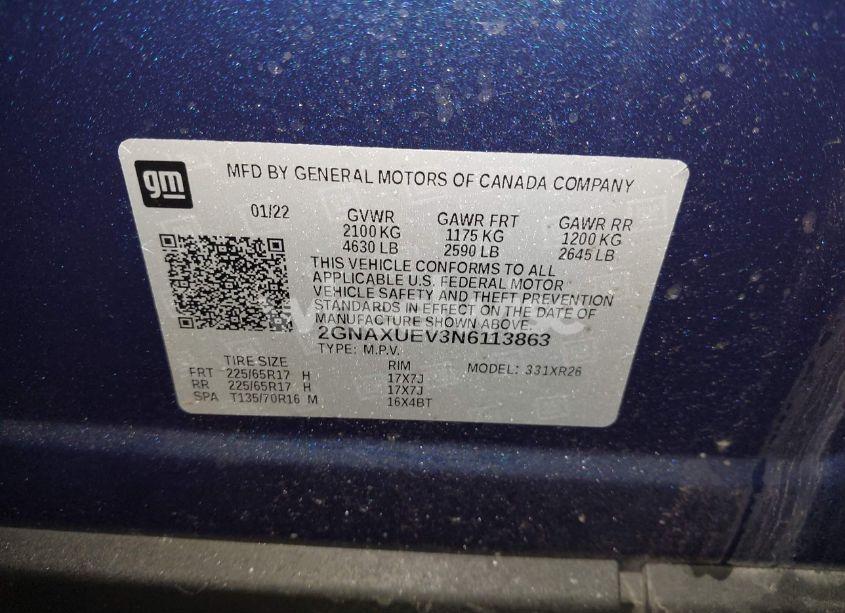 gm
MFD BY GENERAL MOTORS OF CANADA COMPANY
01/22 GVWR GAWR FRT GAWR RR
2100 KG 1175 KG 1200 KG
4630 LB 2590 LB 2645 LB
THIS VEHICLE CONFORMS TO ALL
APPLICABLE U.S. FEDERAL MOTOR
VEHICLE SAFETY AND THEFT PREVENTION
STANDARDS IN EFFECT ON THE DATE OF
MANUFACTURE SHOWN ABOVE.
2GNAXUEV3N6113863
TYPE: M.P.V.
TIRE SIZE RIM MODEL: 331XR26
FRT 225/65R17 H 17X7J
RR 225/65R17 H 17X7J
SPA T135/70R16 M 16X4BT